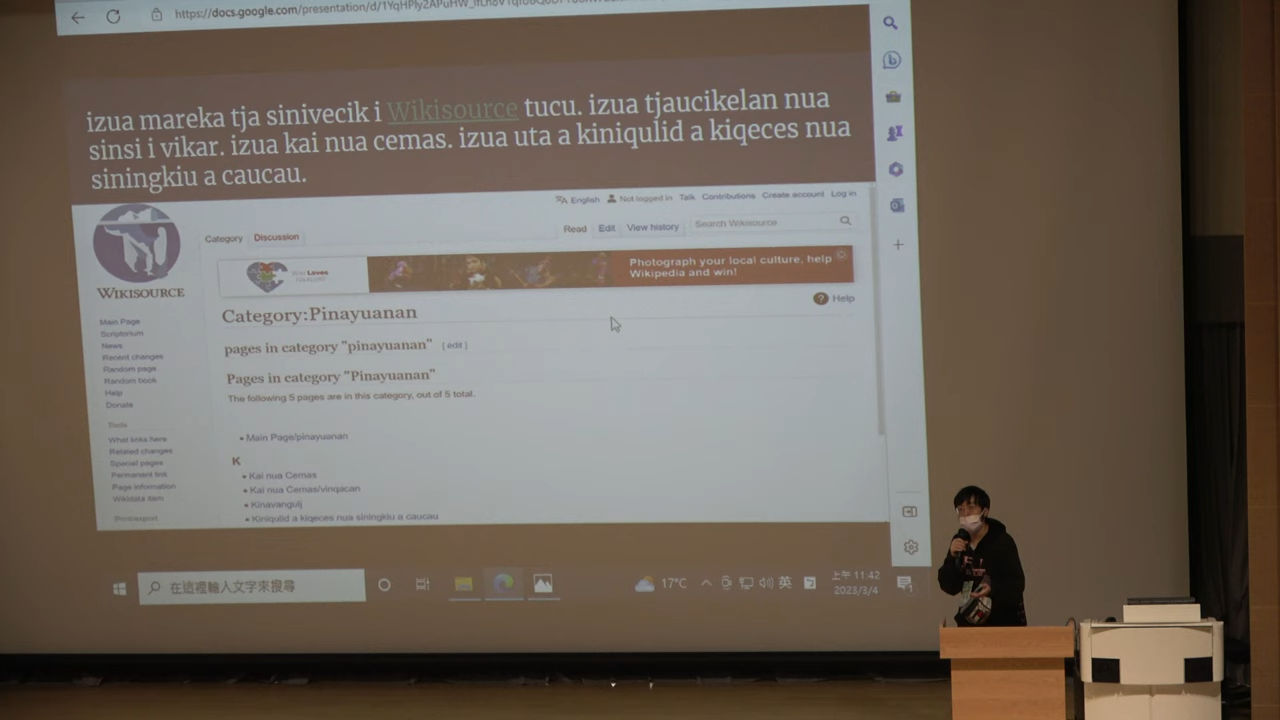 https://docs.google.com/presentation/d/
izua mareka tja sinivecik i Wikisource tucu. izua tjaucikelan nua
sinsi i vikar. izua kai nua cemas. izua uta a kiniqulid a kiqeces nua
siningkiu a caucau.
English Not logged in Talk Contributions Create account Log in
Category Discussion Read Edit View history Search Wikisource
WIKISOURCE
Wiki Loves
Photograph your local culture, help
Wikipedia and win!
Help
Category:Pinayuanan
pages in category "pinayuanan" [ edit ]
Pages in category "Pinayuanan"
The following 5 pages are in this category, out of 5 total.
Main Page/pinayuanan
K
Kai nua Cemas
Kai nua Cemas/vinqacan
Kinavangulj
Kiniqulid a kiqeces nua siningkiu a caucau
Main Page
Scriptorium
News
Recent changes
Random page
Random book
Help
Donate
Tools
What links here
Related changes
Special pages
Permanent link
Page information
Wikidata item
Print/export
在這裡輸入文字來搜尋
17°C
英
上午 11:42
2023/3/4